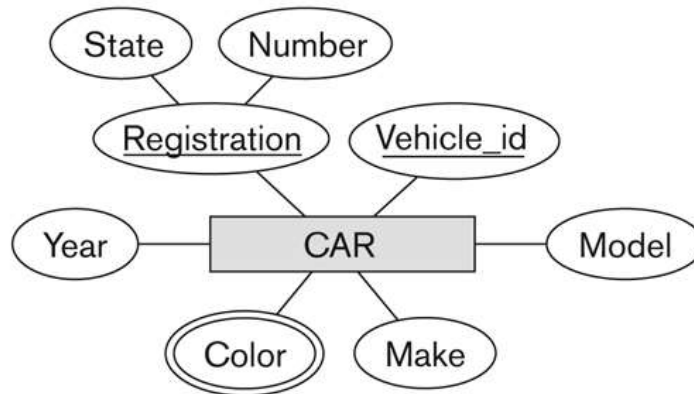 State
Number
Registration
Vehicle_id
Year
CAR
Model
Color
Make